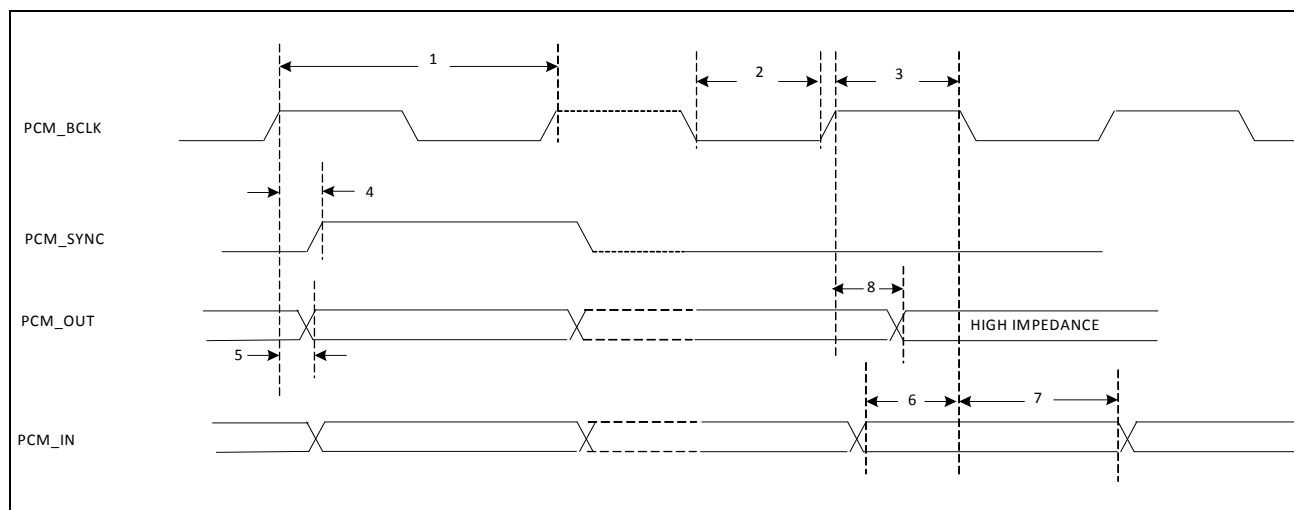 1
2
3
PCM_BCLK
4
PCM_SYNC
8
PCM_OUT
HIGH IMPEDANCE
5
6
7
PCM_IN